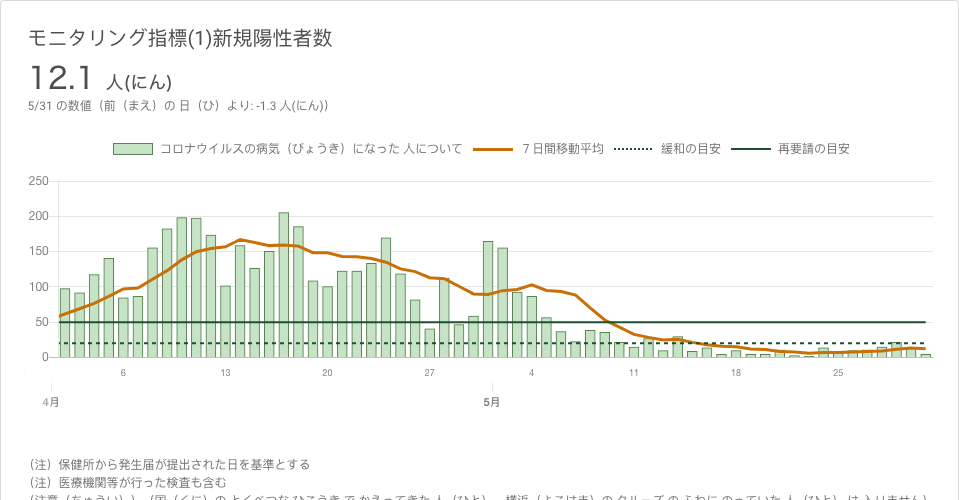 モニタリング指標(1)新規陽性者数
12.1 人(にん)
5/31 の数値（前（まえ）の 日（ひ）より: -1.3 人(にん)）
コロナウイルスの病気（びょうき）になった 人について 7 日間移動平均 緩和の目安 再要請の目安
250
200
150
100
50
0
6 13 20 27 4 11 18 25
4月 5月
（注）保健所から発生届が提出された日を基準とする
（注）医療機関等が行った検査も含む